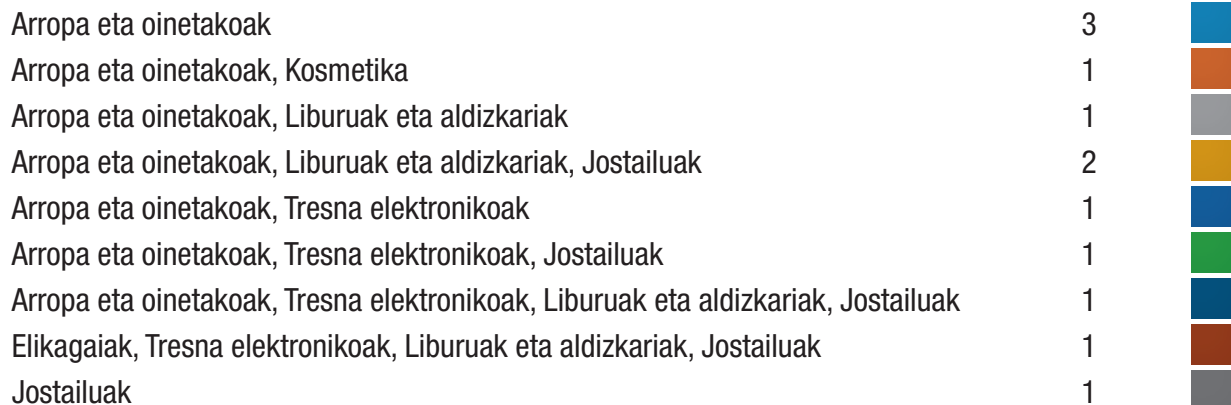 Arropa eta oinetakoak 3
Arropa eta oinetakoak, Kosmetika 1
Arropa eta oinetakoak, Liburuak eta aldizkariak 1
Arropa eta oinetakoak, Liburuak eta aldizkariak, Jostailuak 2
Arropa eta oinetakoak, Tresna elektronikoak 1
Arropa eta oinetakoak, Tresna elektronikoak, Jostailuak 1
Arropa eta oinetakoak, Tresna elektronikoak, Liburuak eta aldizkariak, Jostailuak 1
Elikagaiak, Tresna elektronikoak, Liburuak eta aldizkariak, Jostailuak 1
Jostailuak 1